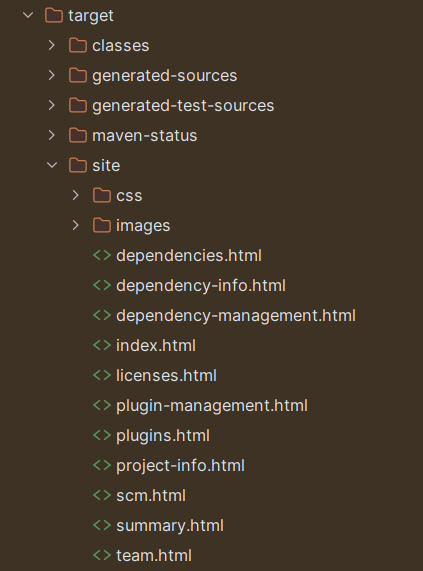 target
classes
generated-sources
generated-test-sources
maven-status
site
css
images
dependencies.html
dependency-info.html
dependency-management.html
index.html
licenses.html
plugin-management.html
plugins.html
project-info.html
scm.html
summary.html
team.html